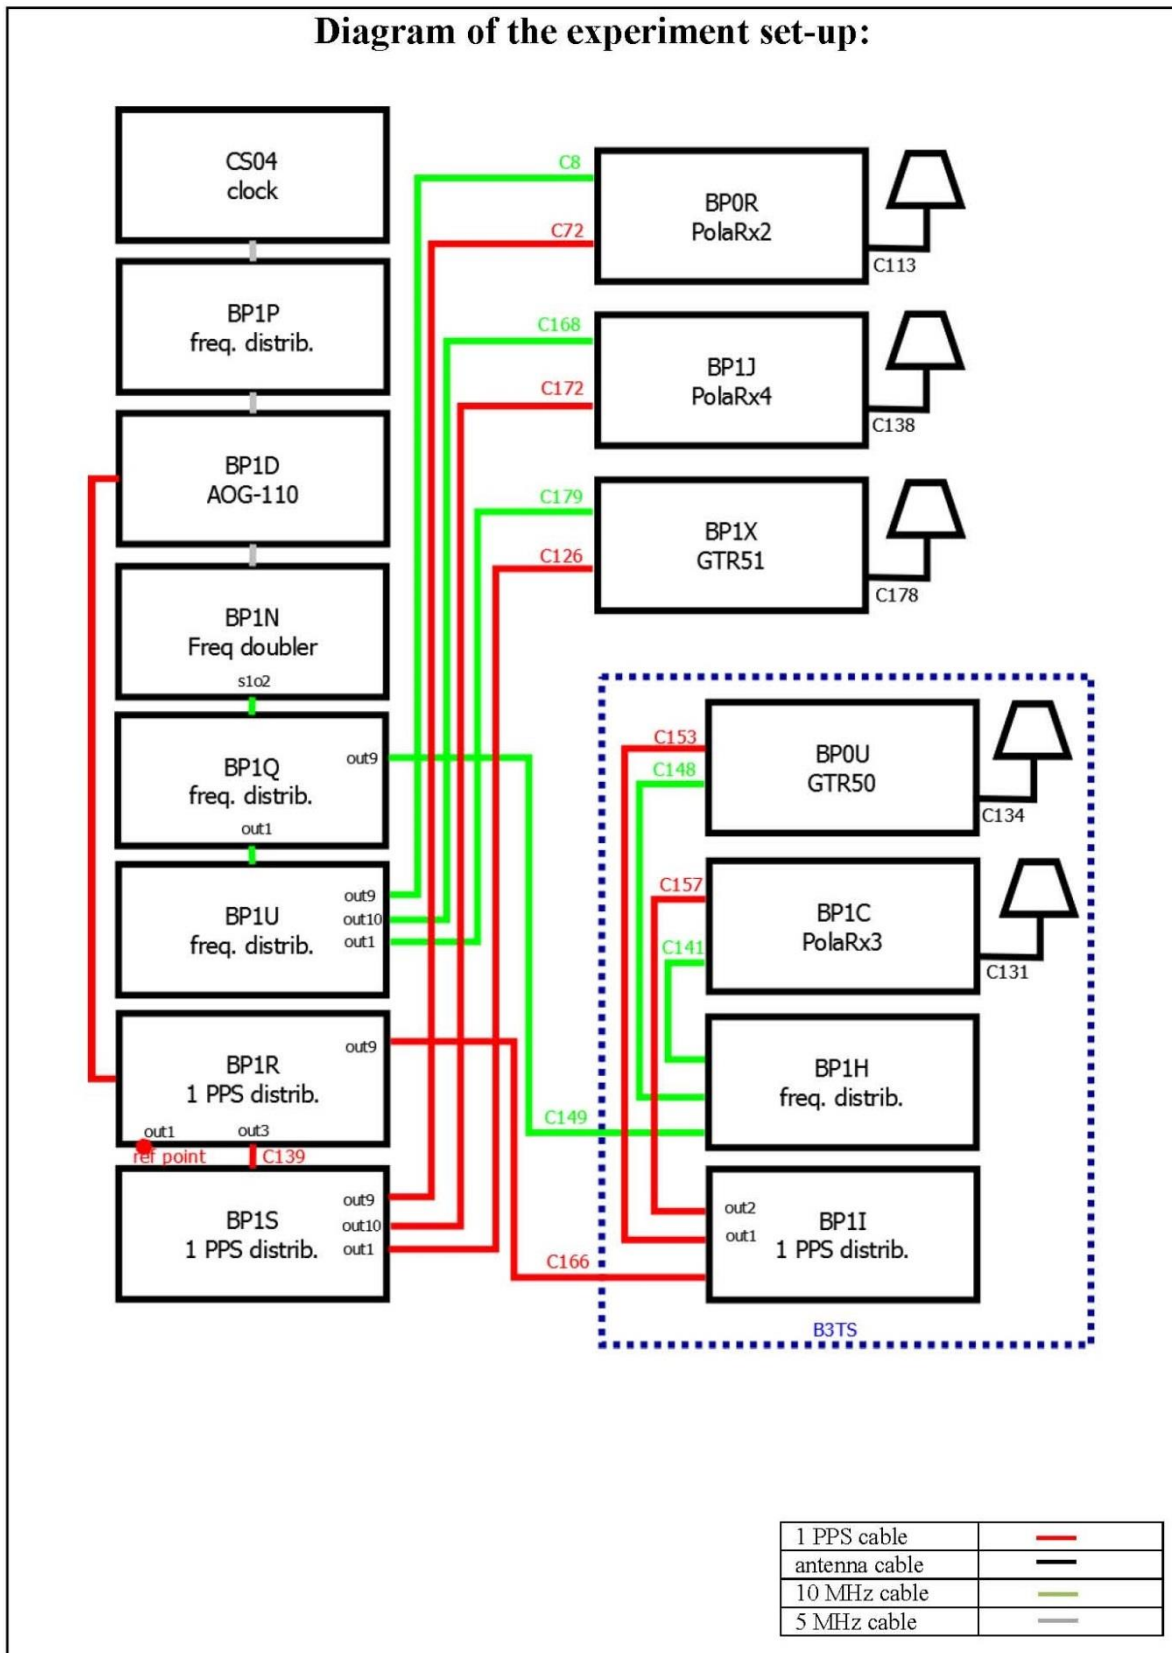 Diagram of the experiment set-up:
CS04
clock
BP1P
freq. distrib.
BP1D
AOG-110
BP1N
Freq doubler
s1o2
BP1Q
freq. distrib.
out9
out1
BP1U
freq. distrib.
out9
out10
out1
BP1R
1 PPS distrib.
out9
out1
out3
ref point
C139
BP1S
1 PPS distrib.
out9
out10
out1
C8
C72
BP0R
PolaRx2
C113
C168
C172
BP1J
PolaRx4
C138
C179
C126
BP1X
GTR51
C178
C153
C148
BP0U
GTR50
C134
C157
C141
BP1C
PolaRx3
C131
BP1H
freq. distrib.
C149
out2
out1
BP1I
1 PPS distrib.
C166
B3TS
1 PPS cable
antenna cable
10 MHz cable
5 MHz cable